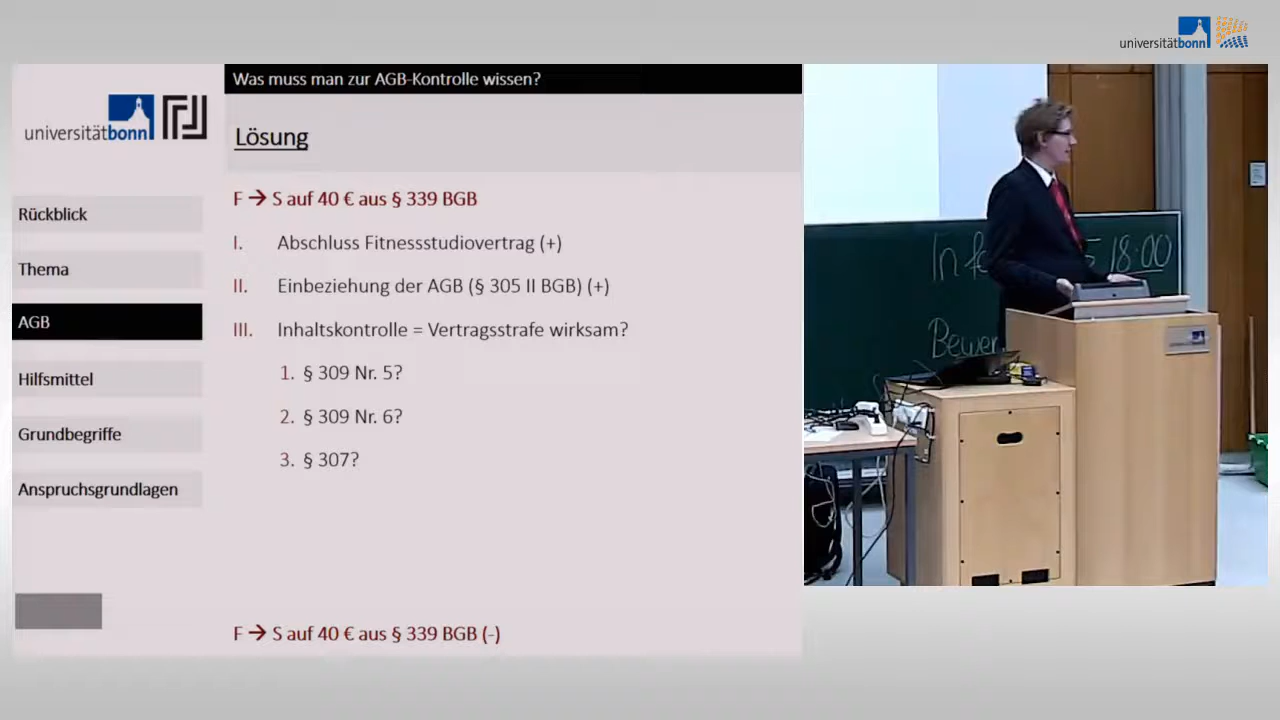 universitätbonn
Was muss man zur AGB-Kontrolle wissen?
universitätbonn
Lösung
Rückblick
Thema
AGB
Hilfsmittel
Grundbegriffe
Anspruchsgrundlagen
F → S auf 40 € aus § 339 BGB
I. Abschluss Fitnessstudiovertrag (+)
II. Einbeziehung der AGB (§ 305 II BGB) (+)
III. Inhaltskontrolle = Vertragsstrafe wirksam?
1. § 309 Nr. 5?
2. § 309 Nr. 6?
3. § 307?
F → S auf 40 € aus § 339 BGB (-)
18:00